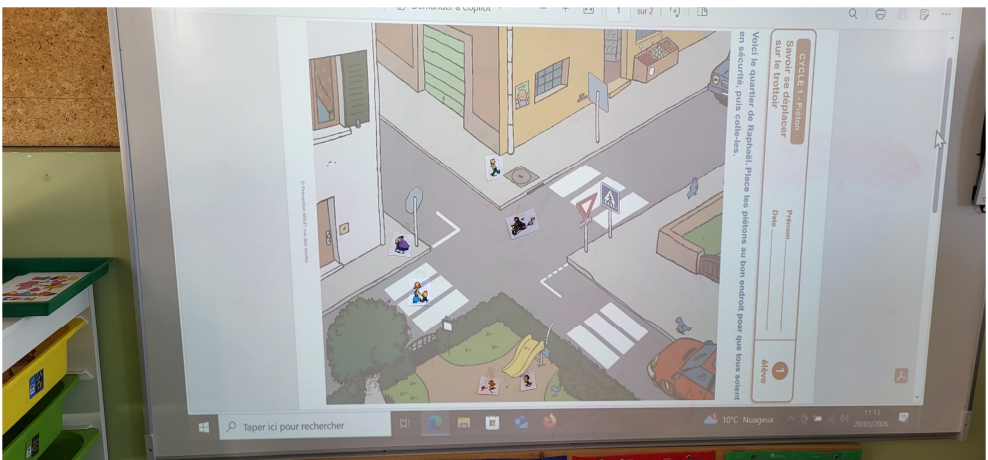 Demander à Copilot
1 sur 2
CYCLE 1 - Piéton
Savoir se déplacer
sur le trottoir
Prénom
Date
1
élève
Voici le quartier de Raphaël. Place les piétons au bon endroit pour que tous soient
en sécurité, puis colle-les.
Taper ici pour rechercher
10°C Nuageux
11:13
20/03/2026